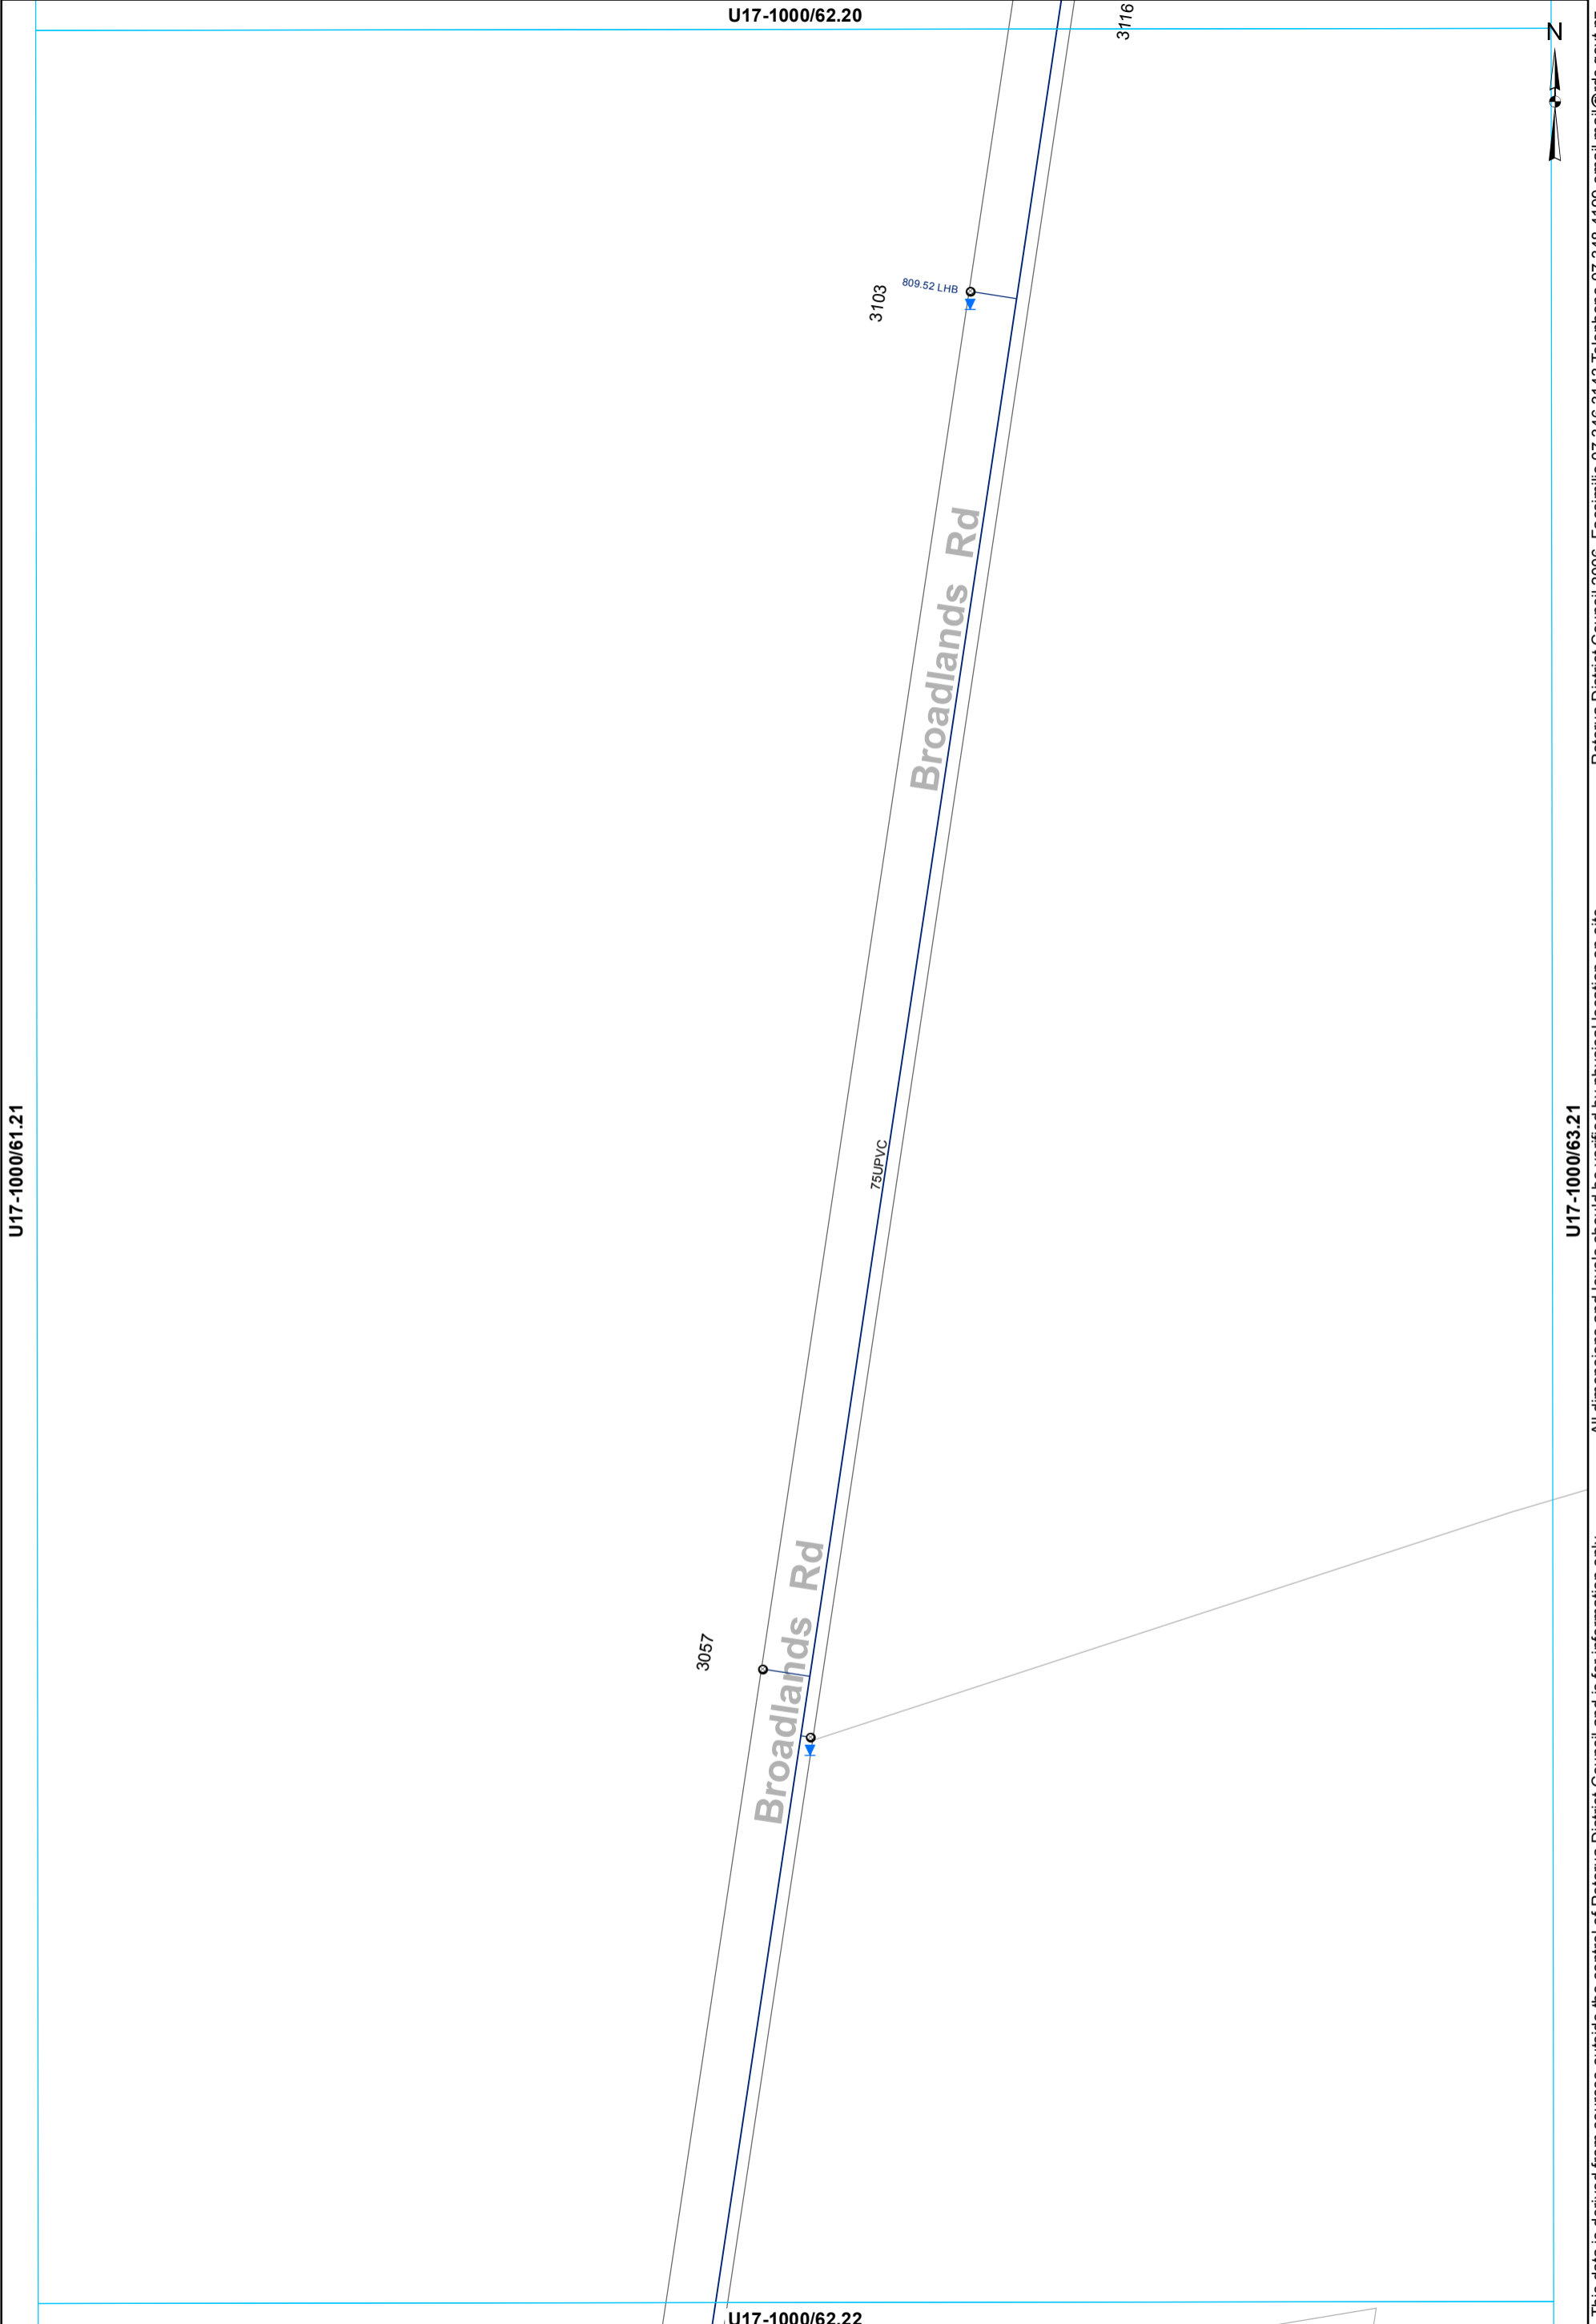 U17-1000/62.20
3116
N
809.52 LHB
3103
Broadlands Rd
U17-1000/61.21
75UPVC
U17-1000/63.21
Broadlands Rd
3057
U17-1000/62.22